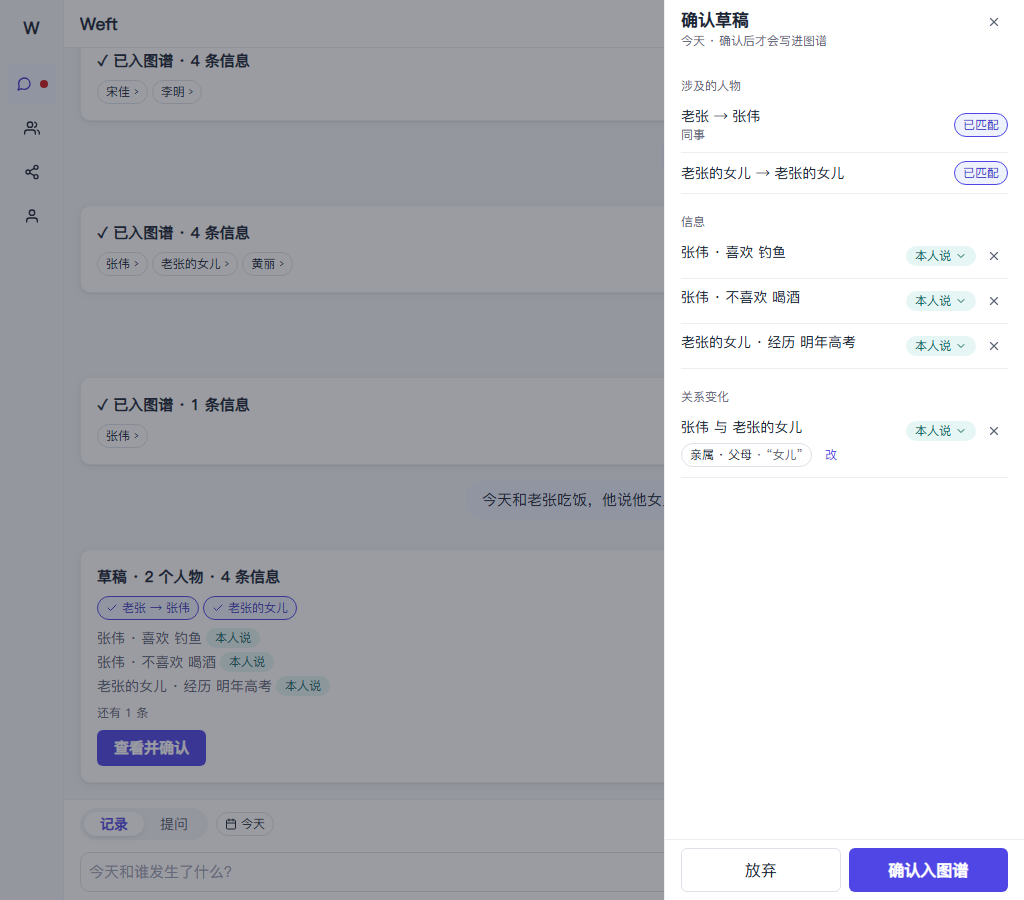 W
Weft
✓ 已入图谱 · 4 条信息
宋佳 ›
李明 ›
✓ 已入图谱 · 4 条信息
张伟 ›
老张的女儿 ›
黄丽 ›
✓ 已入图谱 · 1 条信息
张伟 ›
今天和老张吃饭，他说他女
草稿 · 2 个人物 · 4 条信息
✓ 老张 → 张伟
✓ 老张的女儿
张伟 · 喜欢 钓鱼 本人说
张伟 · 不喜欢 喝酒 本人说
老张的女儿 · 经历 明年高考 本人说
还有 1 条
查看并确认
记录
提问
今天
今天和谁发生了什么?
确认草稿
今天 · 确认后才会写进图谱
涉及的人物
老张 → 张伟
同事
已匹配
老张的女儿 → 老张的女儿
已匹配
信息
张伟 · 喜欢 钓鱼
本人说
张伟 · 不喜欢 喝酒
本人说
老张的女儿 · 经历 明年高考
本人说
关系变化
张伟 与 老张的女儿
本人说
亲属 · 父母 · “女儿”
改
放弃
确认入图谱